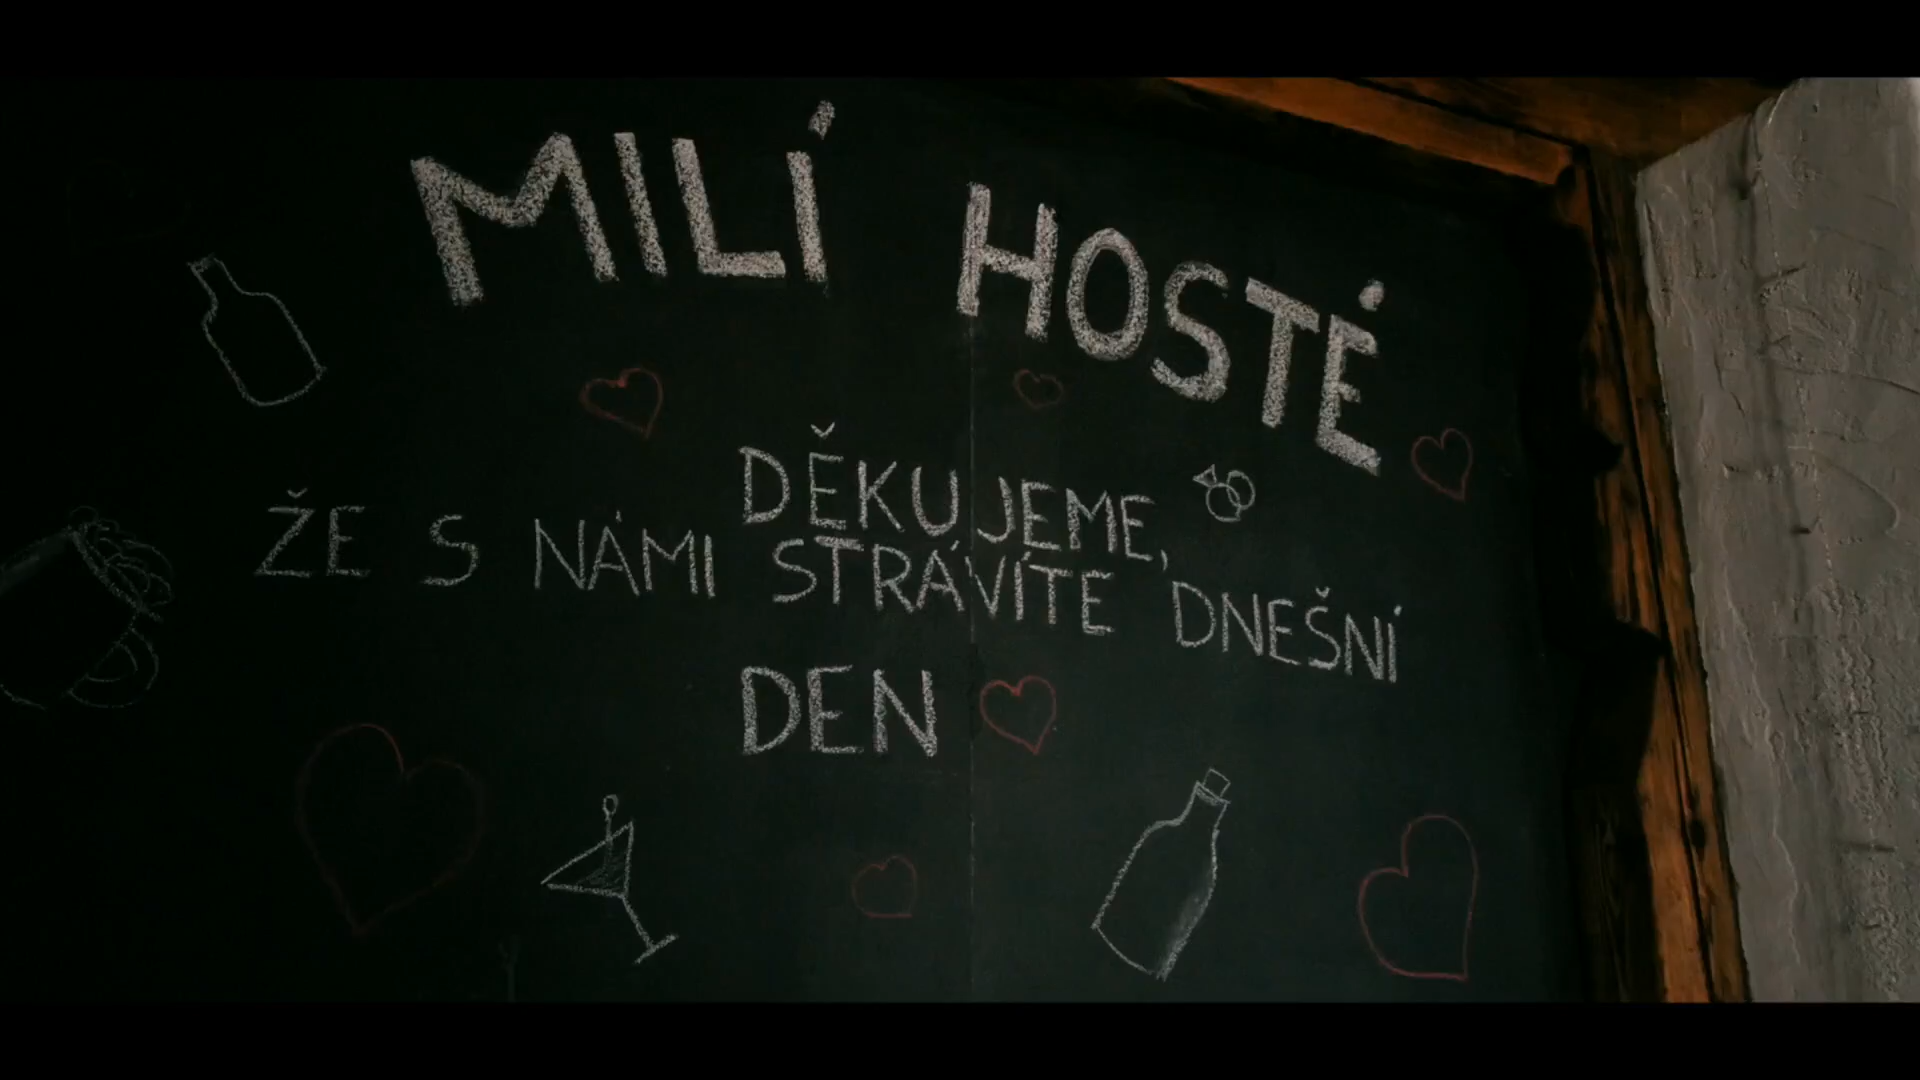 MILÍ HOSTÉ
DĚKUJEME,
ŽE S NÁMI STRÁVÍTE DNEŠNÍ
DEN